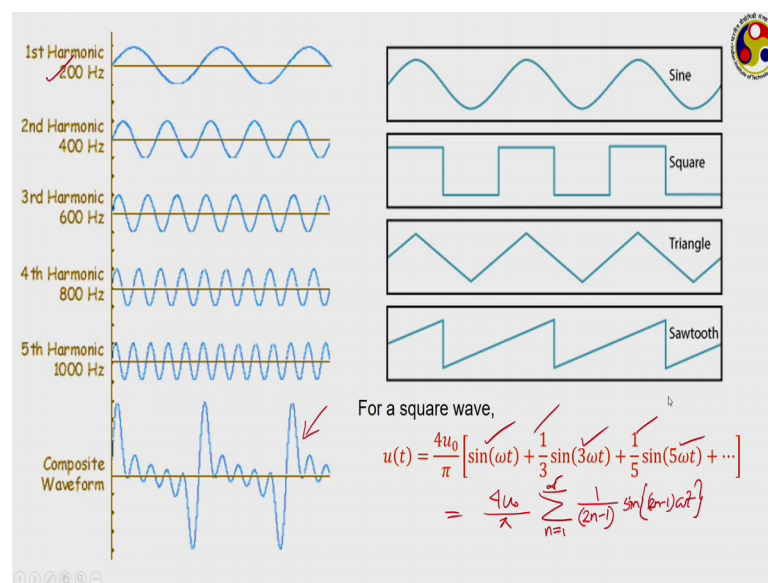 1st Harmonic
200 Hz
2nd Harmonic
400 Hz
3rd Harmonic
600 Hz
4th Harmonic
800 Hz
5th Harmonic
1000 Hz
Composite
Waveform
Sine
Square
Triangle
Sawtooth
For a square wave,
u(t) = 4u₀/π [sin(ωt) + 1/3 sin(3ωt) + 1/5 sin(5ωt) + ⋯]
= 4u₀/π ∑ n=1 ∞ 1/(2n-1) sin{(2n-1)ωt}